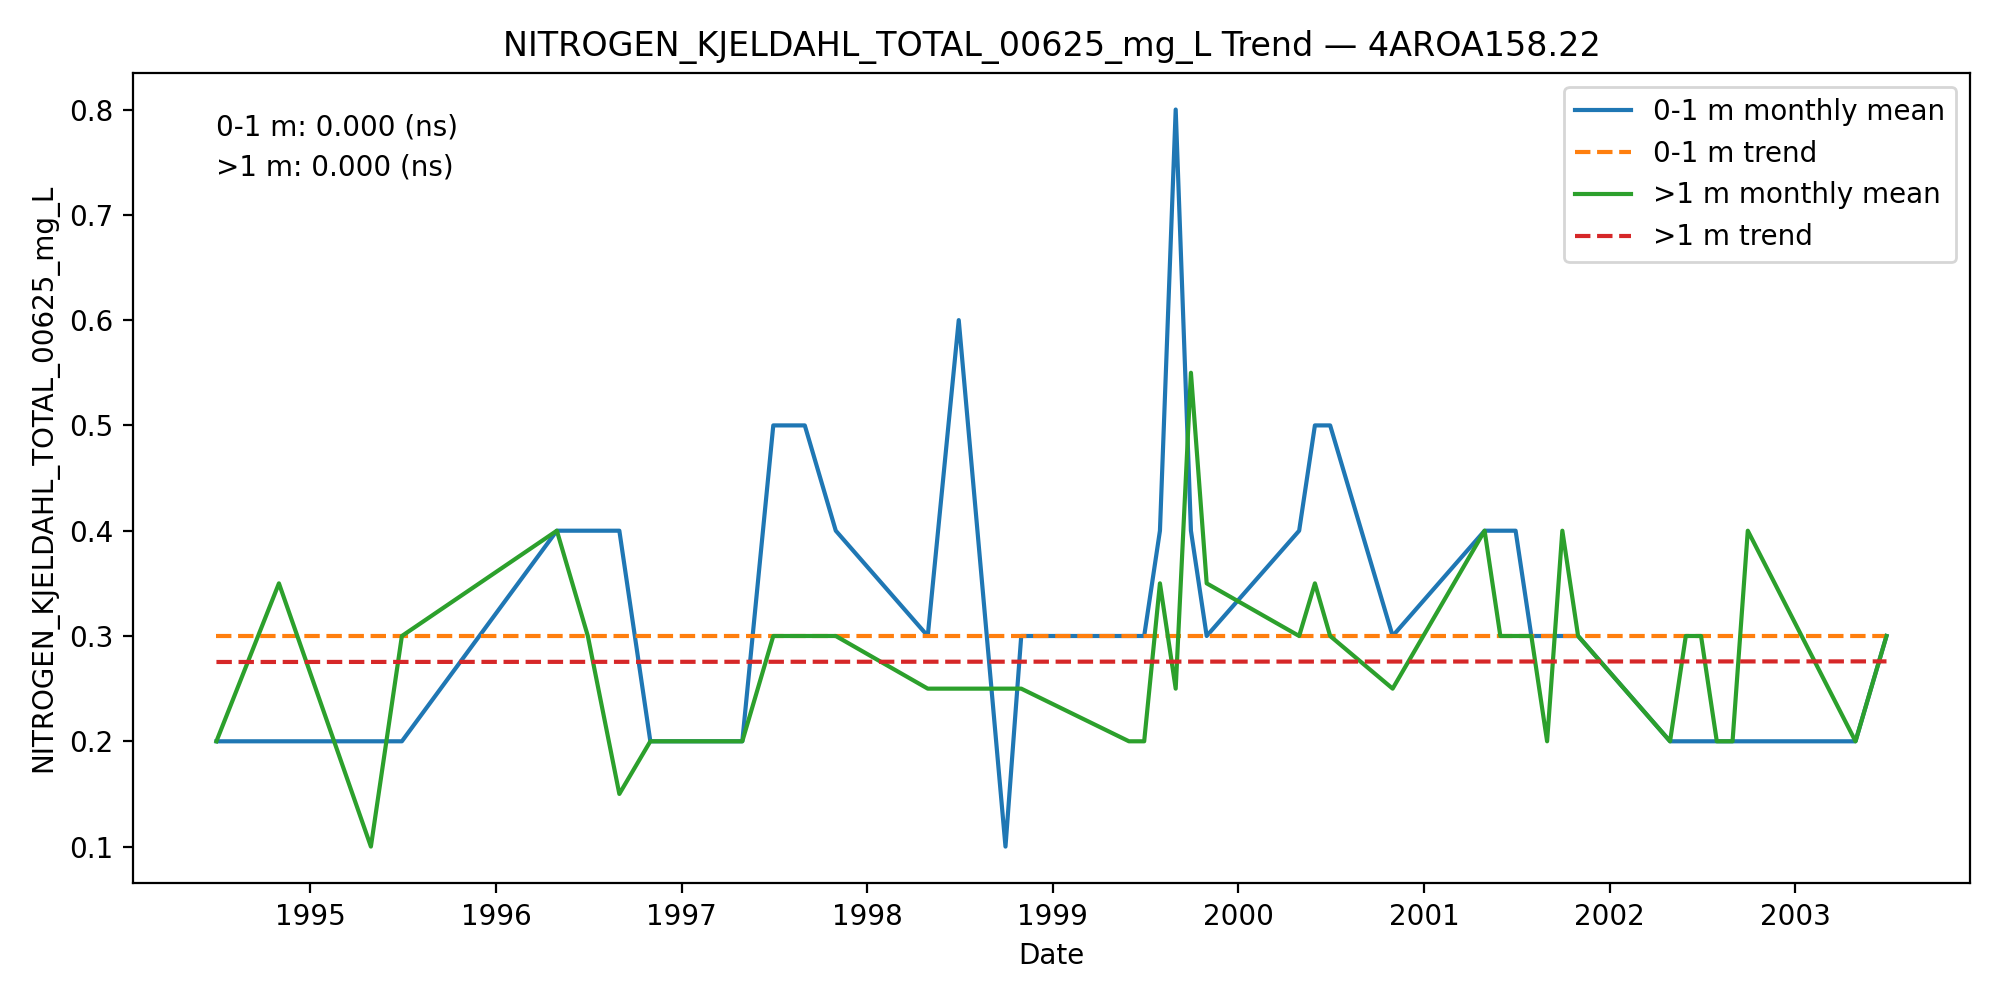 NITROGEN_KJELDAHL_TOTAL_00625_mg_L Trend — 4AROA158.22
0-1 m: 0.000 (ns)
>1 m: 0.000 (ns)
0-1 m monthly mean
0-1 m trend
>1 m monthly mean
>1 m trend
NITROGEN_KJELDAHL_TOTAL_00625_mg_L
0.8
0.7
0.6
0.5
0.4
0.3
0.2
0.1
1995 1996 1997 1998 1999 2000 2001 2002 2003
Date